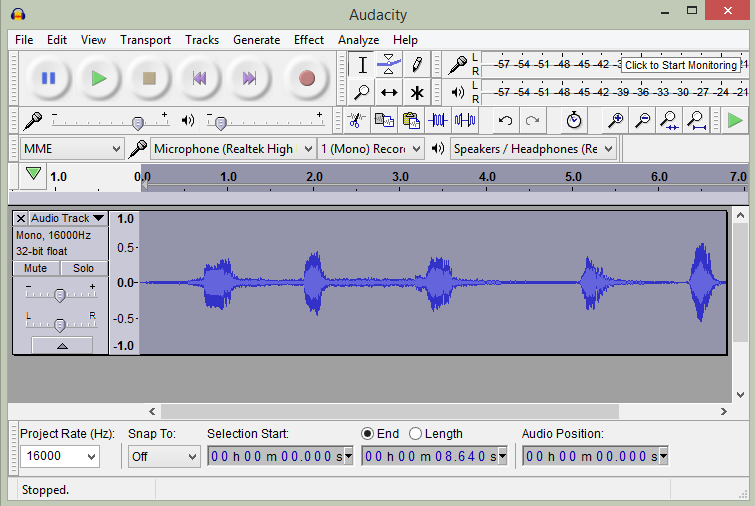 Audacity
File Edit View Transport Tracks Generate Effect Analyze Help
L
R
-57 -54 -51 -48 -45 -42 Click to Start Monitoring -21
L
R
-57 -54 -51 -48 -45 -42 -39 -36 -33 -30 -27 -24 -21
- +
- +
MME
Microphone (Realtek High
1 (Mono) Recor
Speakers / Headphones (Re
1.0 0.0 1.0 2.0 3.0 4.0 5.0 6.0 7.0
Audio Track
Mono, 16000Hz
32-bit float
Mute Solo
- +
L R
1.0
0.5-
0.0-
-0.5-
-1.0
Project Rate (Hz): Snap To: Selection Start: End Length Audio Position:
16000 Off 00 h 00 m 00.000 s 00 h 00 m 08.640 s 00 h 00 m 00.000 s
Stopped.